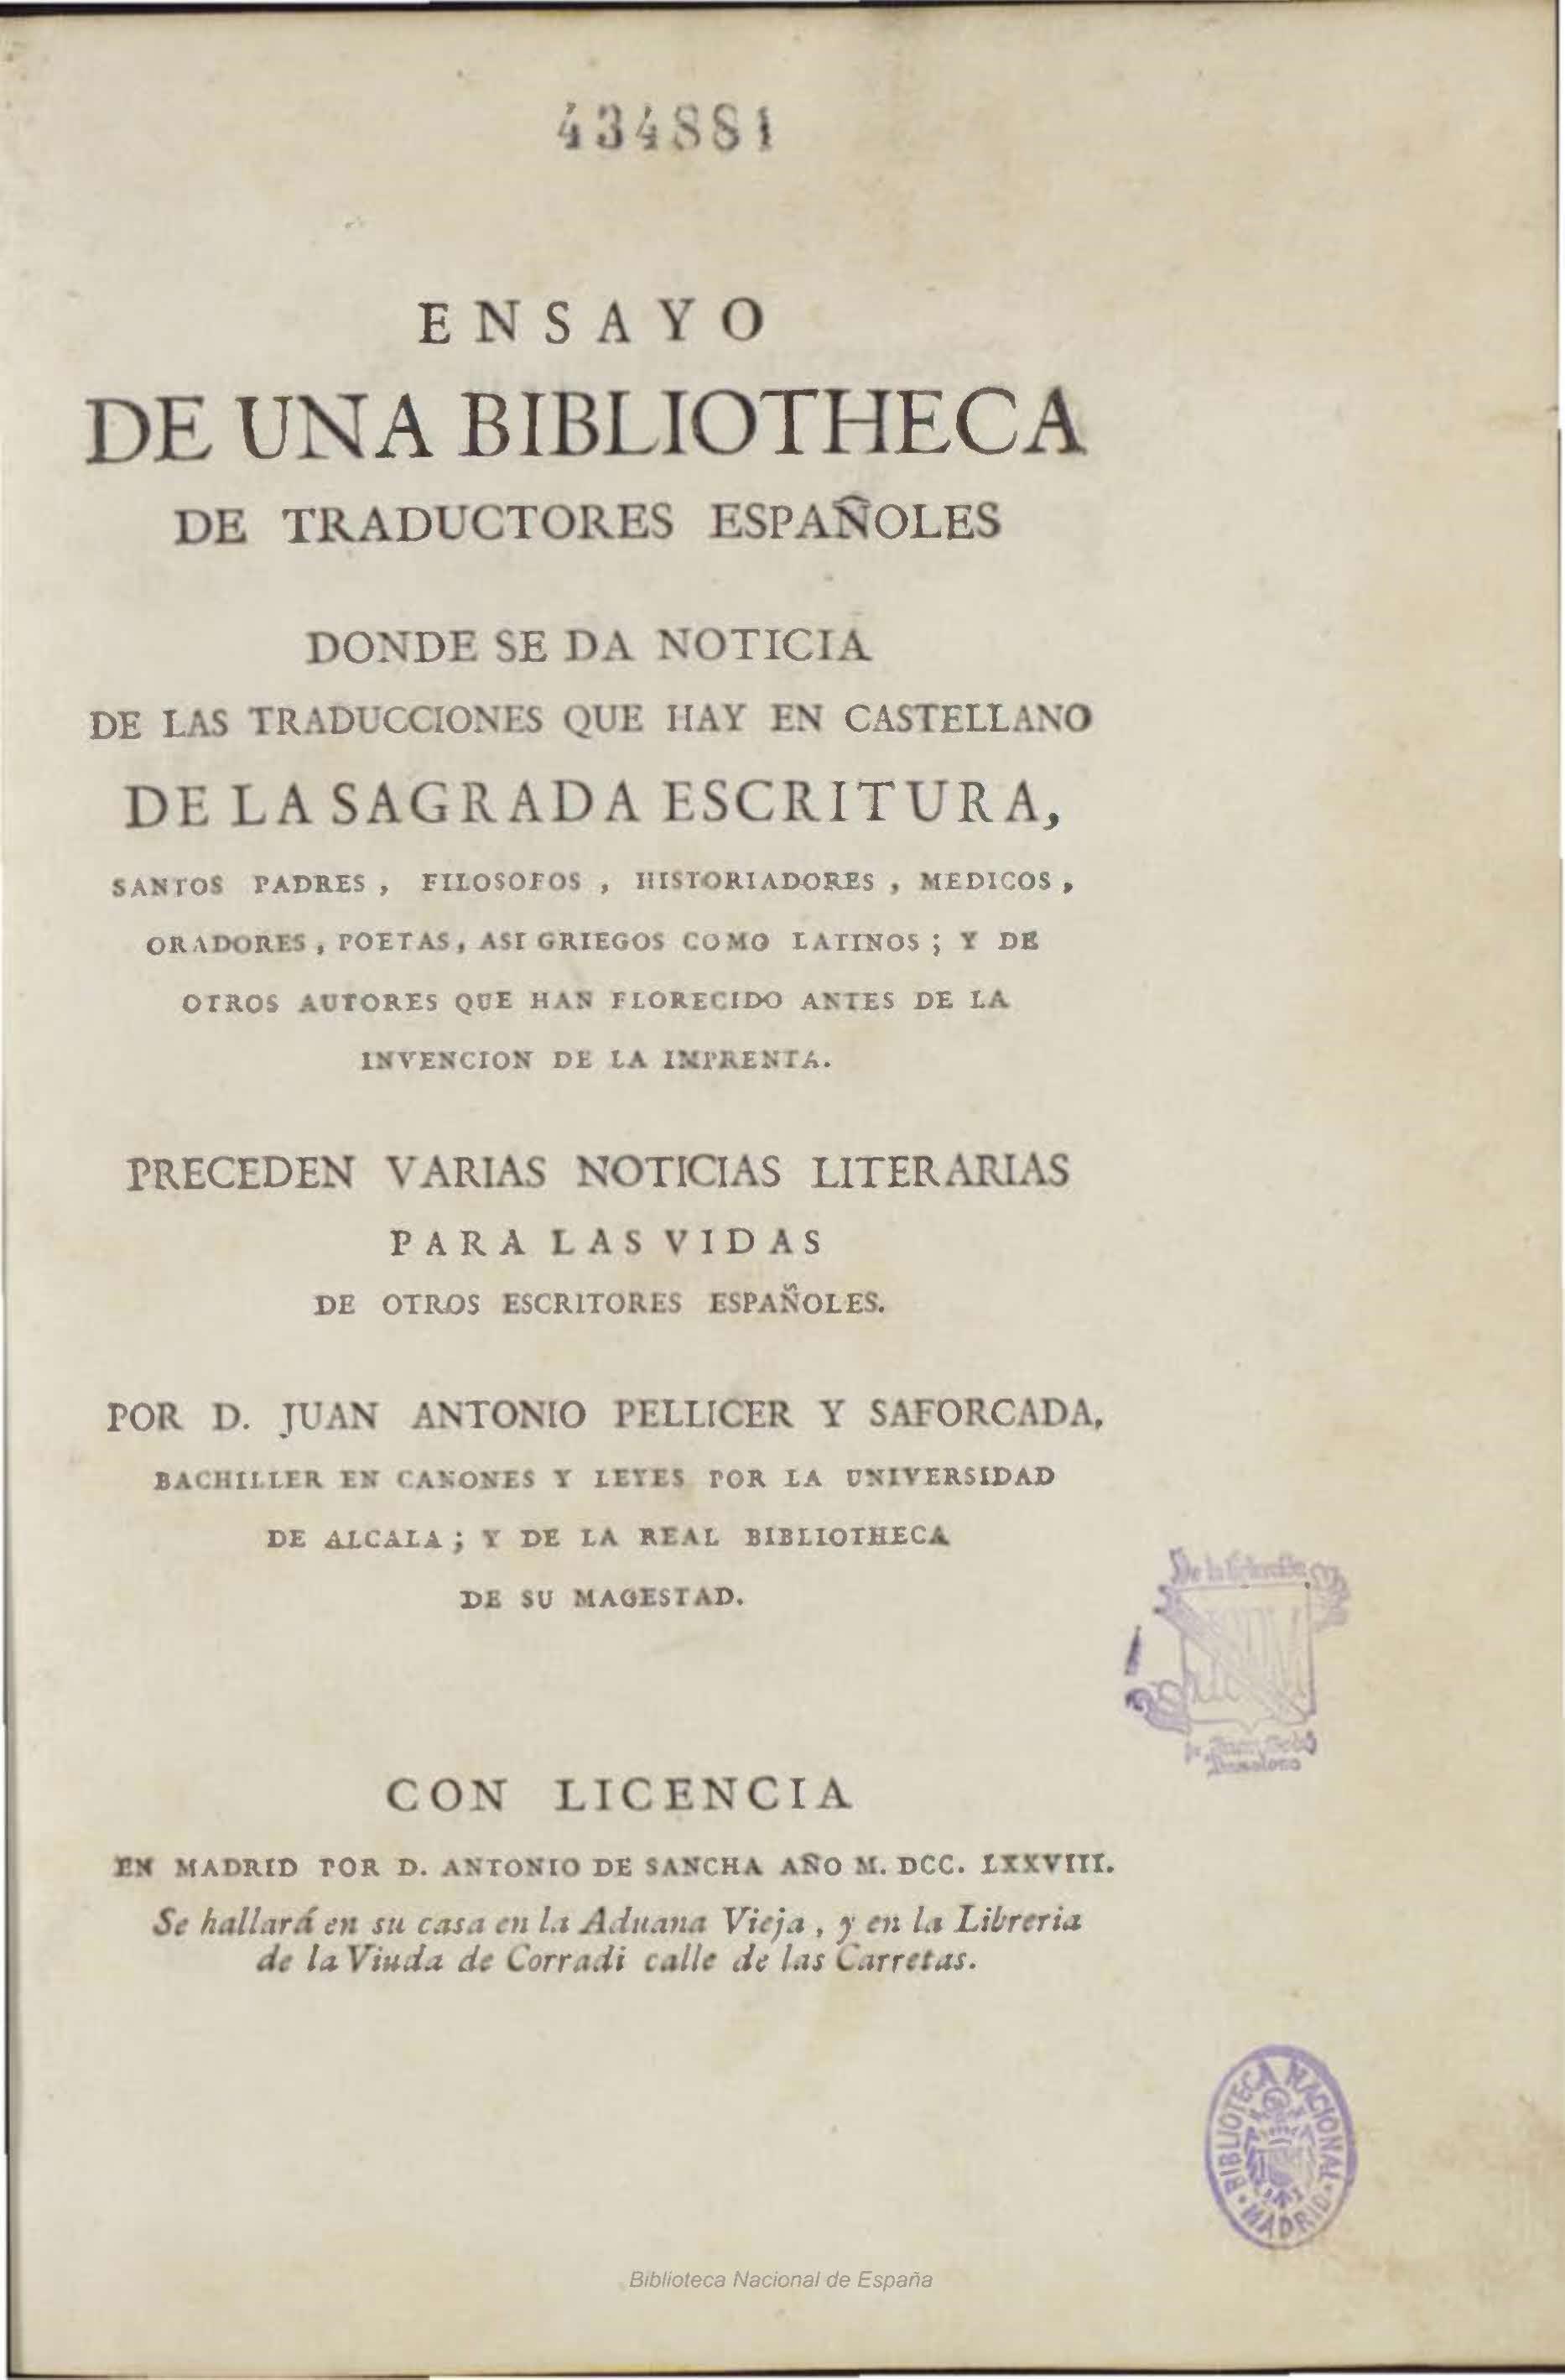 434881
ENSAYO
DE UNA BIBLIOTHECA
DE TRADUCTORES ESPAÑOLES
DONDE SE DA NOTICIA
DE LAS TRADUCCIONES QUE HAY EN CASTELLANO
DE LA SAGRADA ESCRITURA,
SANTOS PADRES, FILOSOFOS, HISTORIADORES, MEDICOS,
ORADORES, POETAS, ASI GRIEGOS COMO LATINOS; Y DE
OTROS AUTORES QUE HAN FLORECIDO ANTES DE LA
INVENCION DE LA IMPRENTA.
PRECEDEN VARIAS NOTICIAS LITERARIAS
PARA LAS VIDAS
DE OTROS ESCRITORES ESPAÑOLES.
POR D. JUAN ANTONIO PELLICER Y SAFORCADA,
BACHILLER EN CANONES Y LEYES POR LA UNIVERSIDAD
DE ALCALA; Y DE LA REAL BIBLIOTHECA
DE SU MAGESTAD.
De la
CON LICENCIA
EN MADRID POR D. ANTONIO DE SANCHA AÑO M. DCC. LXXVIII.
Se hallará en su casa en la Aduana Vieja, y en la Libreria
de la Viuda de Corradi calle de las Carretas.
BIBLIOTECA NACIONAL
MADRID
Biblioteca Nacional de España